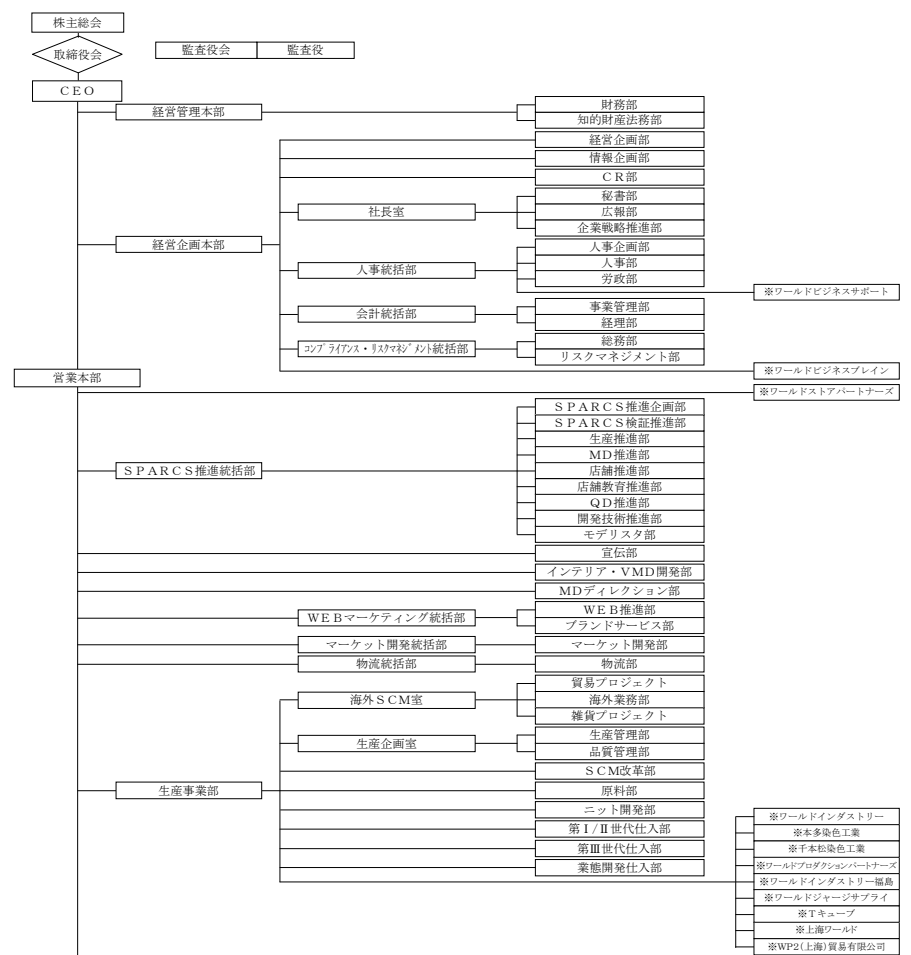 株主総会
取締役会
監査役会 監査役
ＣＥＯ
経営管理本部
財務部
知的財産法務部
経営企画部
情報企画部
ＣＲ部
社長室
秘書部
広報部
企業戦略推進部
経営企画本部
人事統括部
人事企画部
人事部
労政部
※ワールドビジネスサポート
会計統括部
事業管理部
経理部
コンプライアンス・リスクマネジメント統括部
総務部
リスクマネジメント部
※ワールドビジネスブレイン
営業本部
※ワールドストアパートナーズ
ＳＰＡＲＣＳ推進統括部
ＳＰＡＲＣＳ推進企画部
ＳＰＡＲＣＳ検証推進部
生産推進部
ＭＤ推進部
店舗推進部
店舗教育推進部
ＱＤ推進部
開発技術推進部
モデリスタ部
宣伝部
インテリア・ＶＭＤ開発部
ＭＤディレクション部
ＷＥＢマーケティング統括部
ＷＥＢ推進部
ブランドサービス部
マーケット開発統括部
マーケット開発部
物流統括部
物流部
海外ＳＣＭ室
貿易プロジェクト
海外業務部
雑貨プロジェクト
生産企画室
生産管理部
品質管理部
ＳＣＭ改革部
生産事業部
原料部
ニット開発部
第Ⅰ/Ⅱ世代仕入部
第Ⅲ世代仕入部
業態開発仕入部
※ワールドインダストリー
※本多染色工業
※千本松染色工業
※ワールドプロダクションパートナーズ
※ワールドインダストリー福島
※ワールドジャージサプライ
※Ｔキューブ
※上海ワールド
※WP2(上海)貿易有限公司